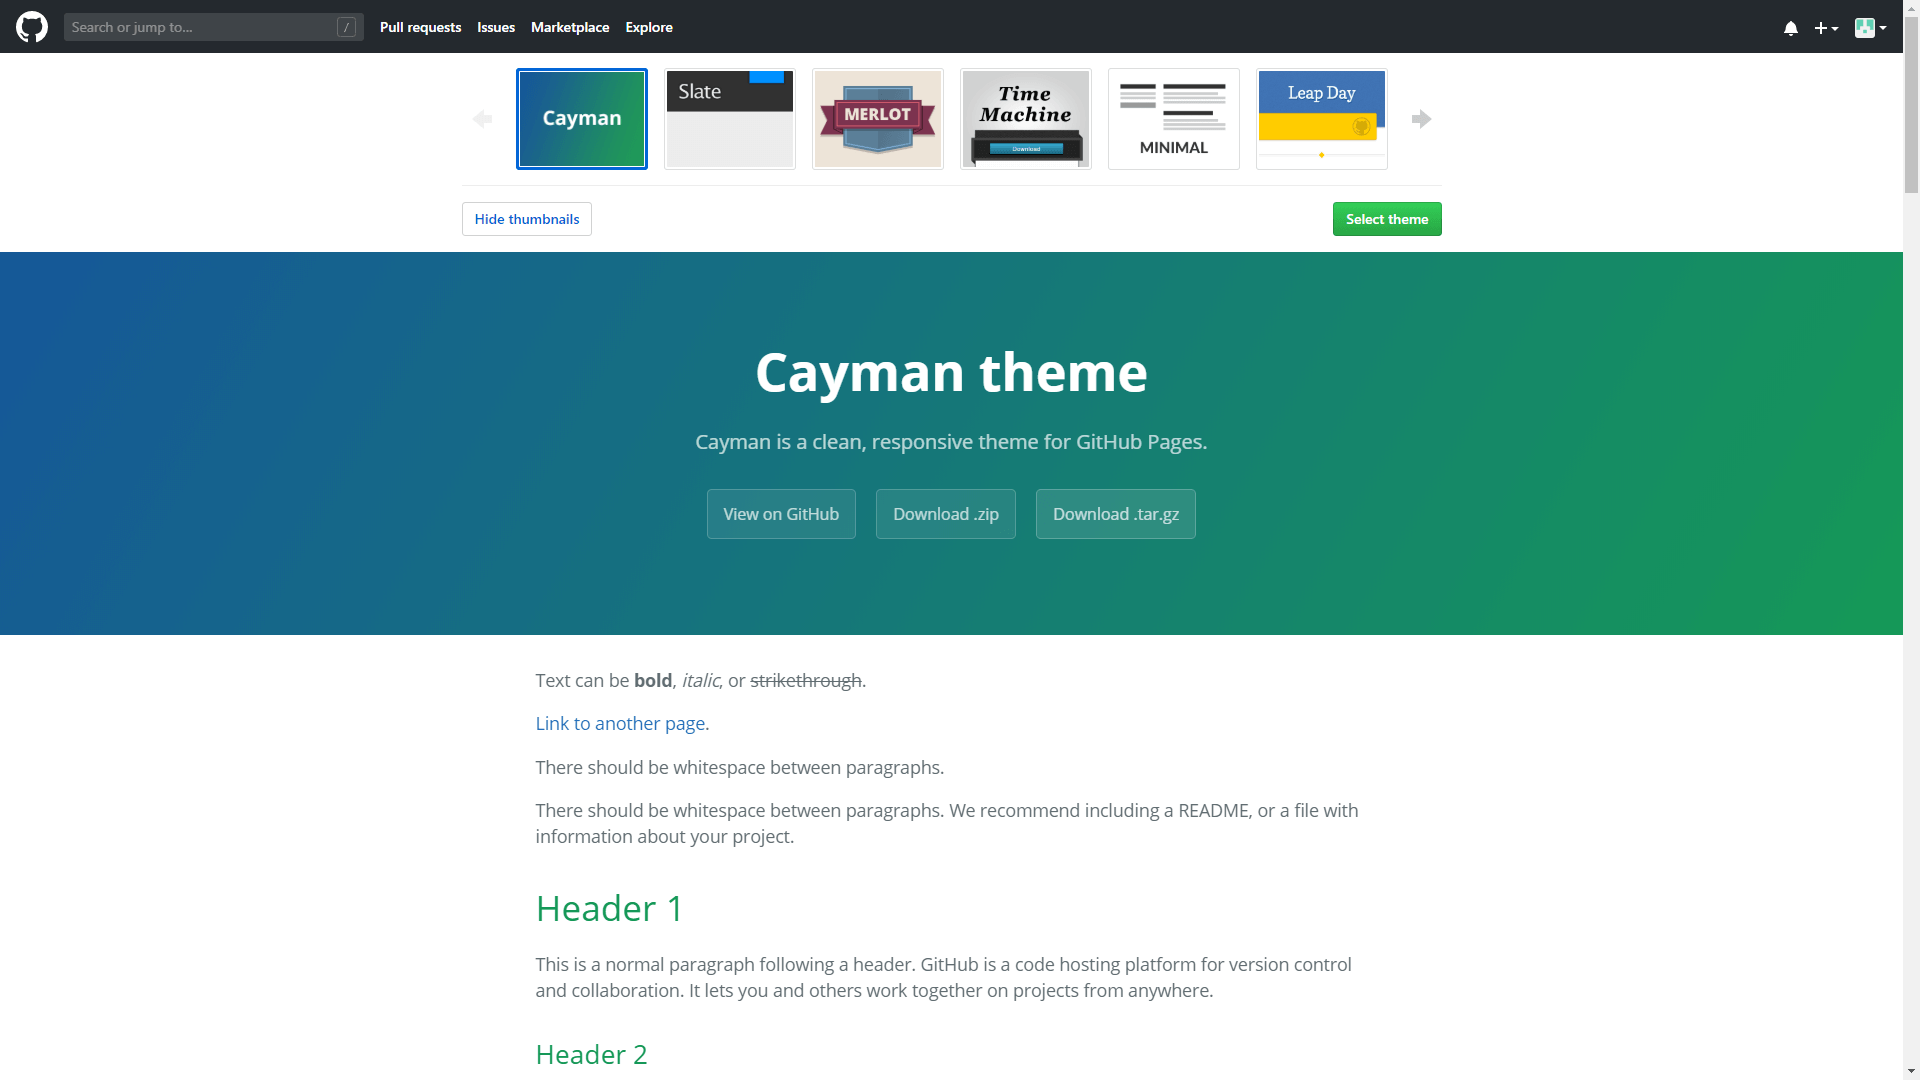 Search or jump to... /
Pull requests
Issues
Marketplace
Explore
Cayman
Slate
MERLOT
Time
Machine
Download
MINIMAL
Leap Day
Hide thumbnails
Select theme
Cayman theme
Cayman is a clean, responsive theme for GitHub Pages.
View on GitHub
Download .zip
Download .tar.gz
Text can be bold, italic, or strikethrough.
Link to another page.
There should be whitespace between paragraphs.
There should be whitespace between paragraphs. We recommend including a README, or a file with
information about your project.
Header 1
This is a normal paragraph following a header. GitHub is a code hosting platform for version control
and collaboration. It lets you and others work together on projects from anywhere.
Header 2